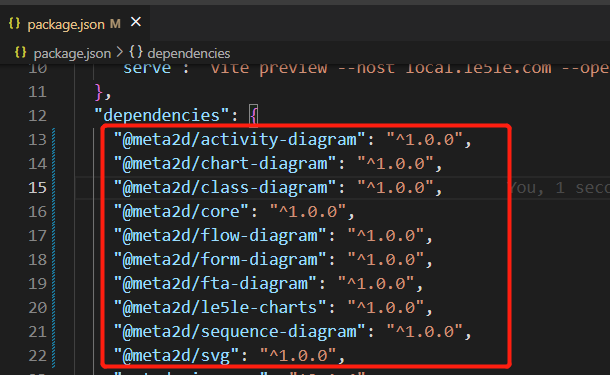 package.json M ×
package.json > {} dependencies
10 "serve": "vite preview --host local.le5le.com --ope
11 },
12 "dependencies": {
13 "@meta2d/activity-diagram": "^1.0.0",
14 "@meta2d/chart-diagram": "^1.0.0",
15 "@meta2d/class-diagram": "^1.0.0", You, 1 seco
16 "@meta2d/core": "^1.0.0",
17 "@meta2d/flow-diagram": "^1.0.0",
18 "@meta2d/form-diagram": "^1.0.0",
19 "@meta2d/fta-diagram": "^1.0.0",
20 "@meta2d/le5le-charts": "^1.0.0",
21 "@meta2d/sequence-diagram": "^1.0.0",
22 "@meta2d/svg": "^1.0.0",